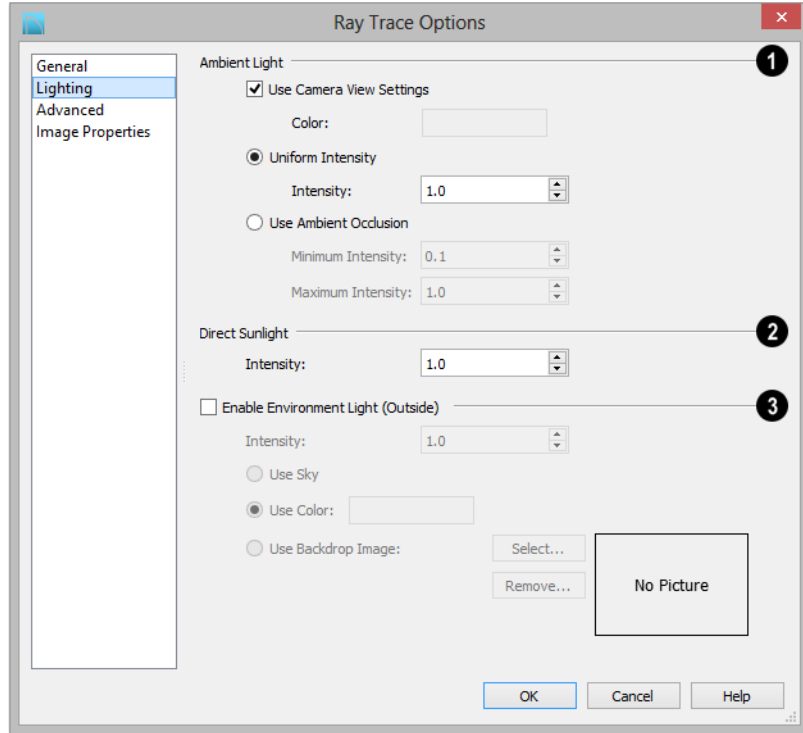 Ray Trace Options
General
Lighting
Advanced
Image Properties
Ambient Light 1
Use Camera View Settings
Color:
Uniform Intensity
Intensity: 1.0
Use Ambient Occlusion
Minimum Intensity: 0.1
Maximum Intensity: 1.0
Direct Sunlight 2
Intensity: 1.0
Enable Environment Light (Outside) 3
Intensity: 1.0
Use Sky
Use Color:
Use Backdrop Image: Select...
Remove... No Picture
OK Cancel Help